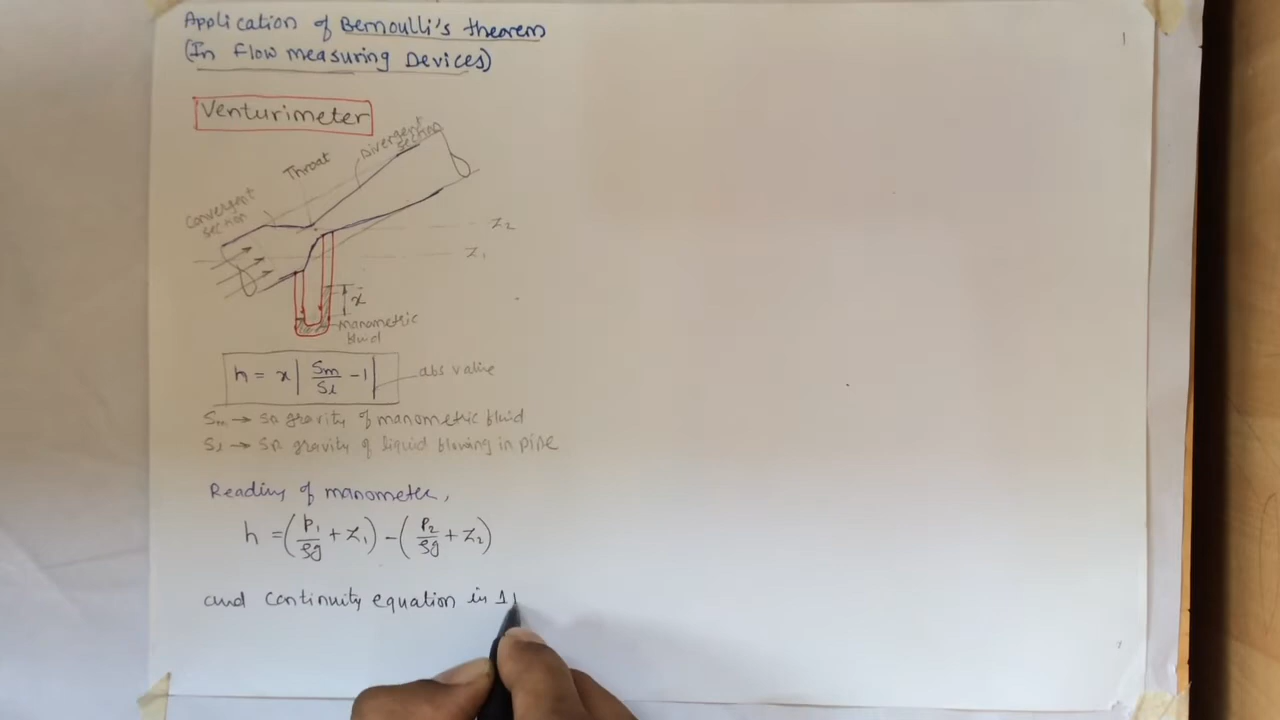 Application of Bernoulli's theorem
(In Flow measuring Devices)
Venturimeter
Divergent section
Throat
Convergent section
Z2
Z1
x
manometric fluid
h = x | Sm/Sl - 1 |
abs value
Sm → sp gravity of manometric fluid
Sl → sp gravity of liquid flowing in pipe
Reading of manometer,
h = (P1/ρg + Z1) - (P2/ρg + Z2)
and continuity equation in 1